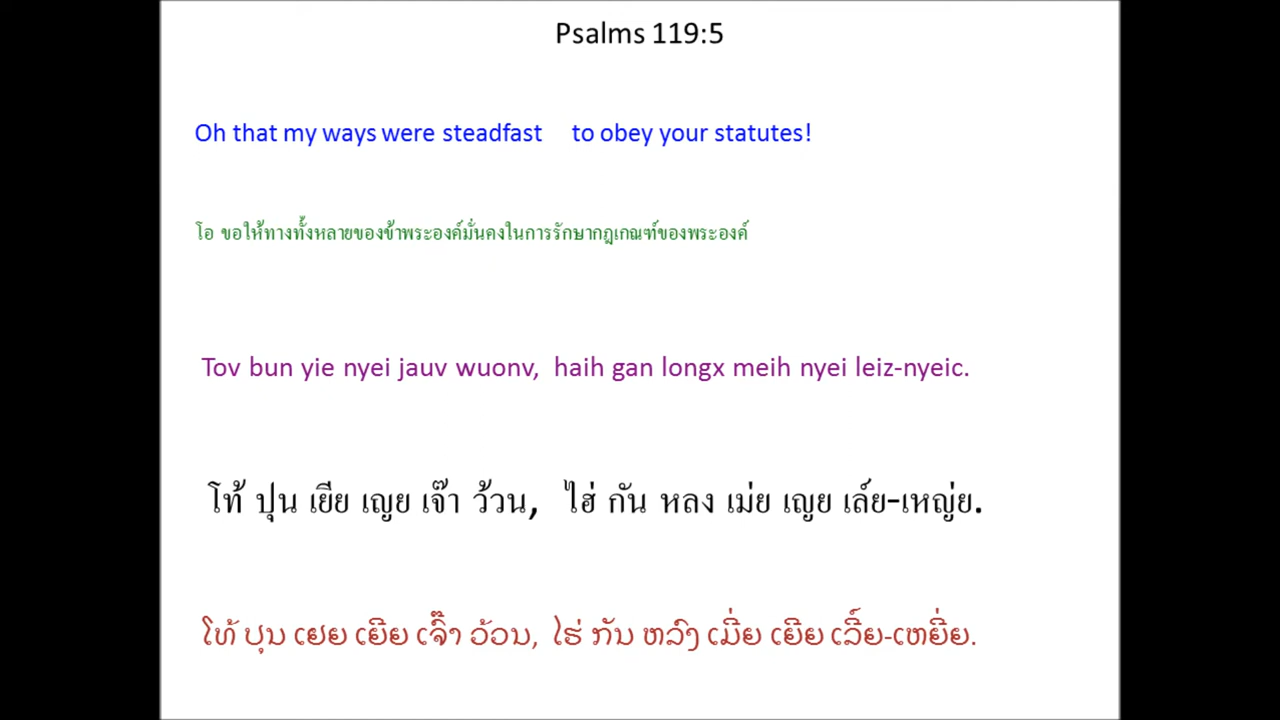 Psalms 119:5
Oh that my ways were steadfast to obey your statutes!
โอ ขอให้ทางทั้งหลายของข้าพระองค์มั่นคงในการรักษากฎเกณฑ์ของพระองค์
Tov bun yie nyei jauv wuonv, haih gan longx meih nyei leiz-nyeic.
โท้ ปุน เยีย เญย เจ๊า ว้วน, ไฮ่ กัน หลง เม่ย เญย เล์ย-เหญ่ย.
ໂທ້ ປຸນ ເຢຍ ເຍີຍ ເຈົ໊າ ວ້ວນ, ໄຮ່ ກັນ ຫລົງ ເມີ່ຍ ເຍີຍ ເລີ໌ຍ-ເຫຍີ່ຍ.